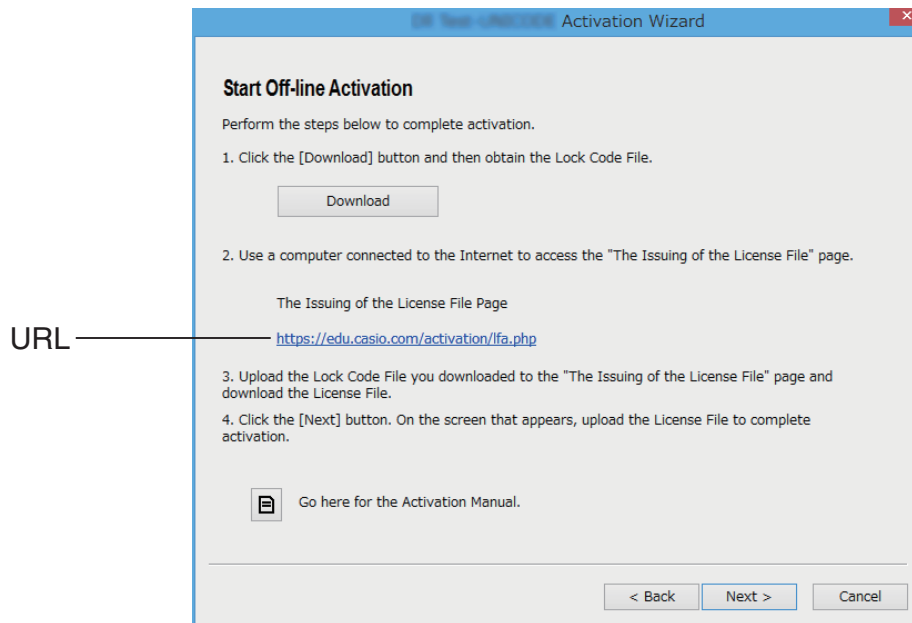 Activation Wizard
Start Off-line Activation
Perform the steps below to complete activation.
1. Click the [Download] button and then obtain the Lock Code File.
Download
2. Use a computer connected to the Internet to access the "The Issuing of the License File" page.
The Issuing of the License File Page
URL
https://edu.casio.com/activation/lfa.php
3. Upload the Lock Code File you downloaded to the "The Issuing of the License File" page and
download the License File.
4. Click the [Next] button. On the screen that appears, upload the License File to complete
activation.
Go here for the Activation Manual.
< Back
Next >
Cancel